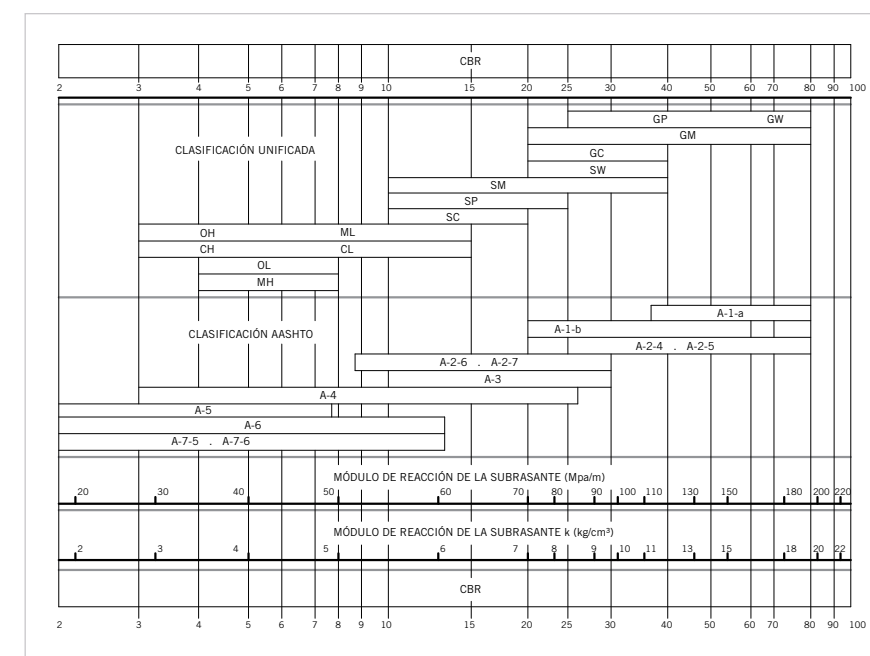 CBR
2 3 4 5 6 7 8 9 10 15 20 25 30 40 50 60 70 80 90 100
GP GW
GM
CLASIFICACIÓN UNIFICADA
GC
SW
SM
SP
SC
OH ML
CH CL
OL
MH
A-1-a
A-1-b
CLASIFICACIÓN AASHTO
A-2-4 . A-2-5
A-2-6 . A-2-7
A-3
A-4
A-5
A-6
A-7-5 . A-7-6
MÓDULO DE REACCIÓN DE LA SUBRASANTE (Mpa/m)
20 30 40 50 60 70 80 90 100 110 130 150 180 200 220
MÓDULO DE REACCIÓN DE LA SUBRASANTE k (kg/cm³)
2 3 4 5 6 7 8 9 10 11 13 15 18 20 22
CBR
2 3 4 5 6 7 8 9 10 15 20 25 30 40 50 60 70 80 90 100